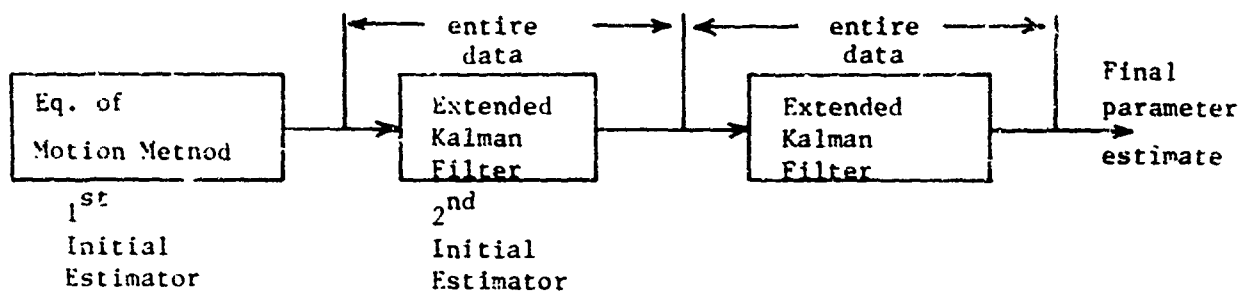 entire
data
entire
data
Eq. of
Motion Metnod
Extended
Kalman
Filter
Extended
Kalman
Filter
Final
parameter
estimate
1st
Initial
Estimator
2nd
Initial
Estimator